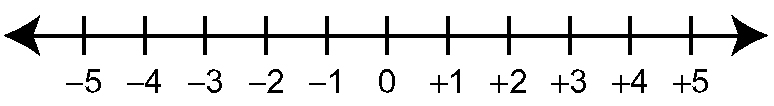 –5 –4 –3 –2 –1 0 +1 +2 +3 +4 +5